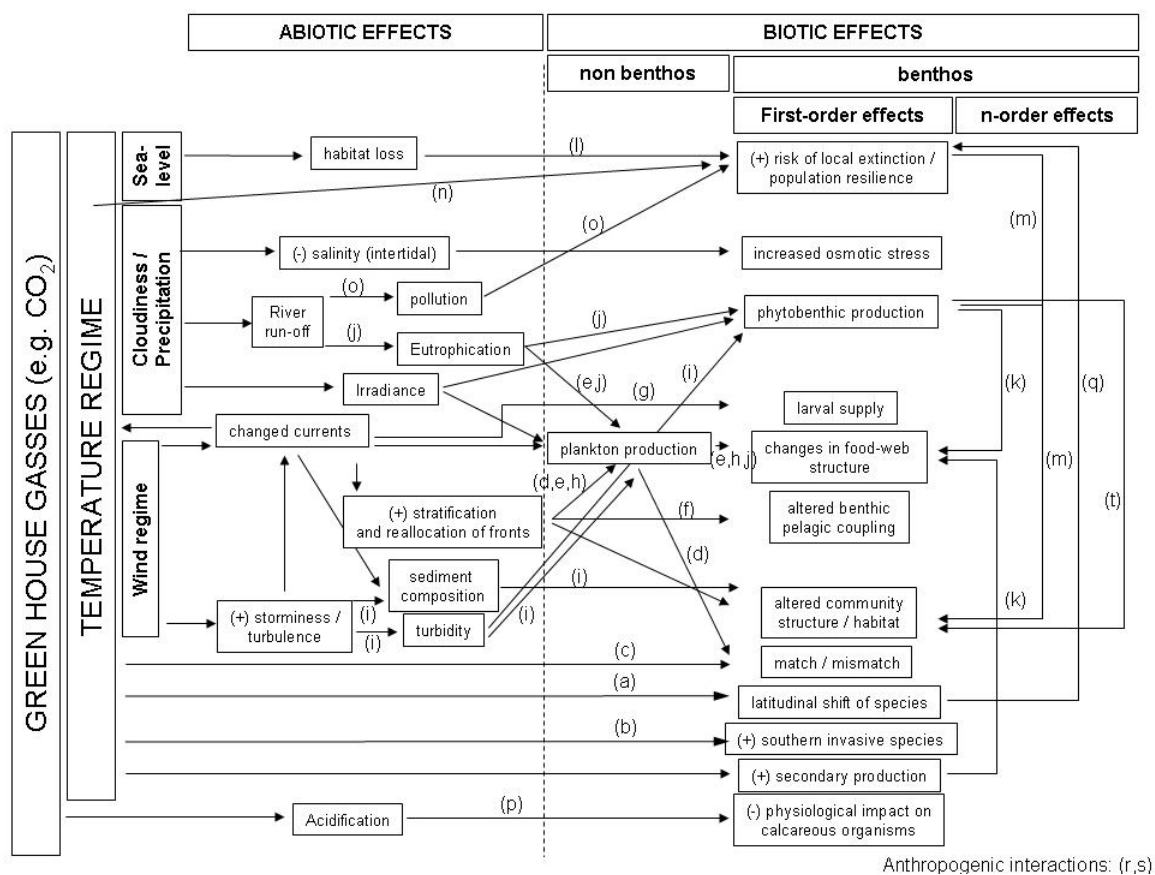 ABIOTIC EFFECTS
BIOTIC EFFECTS
non benthos
benthos
First-order effects
n-order effects
GREEN HOUSE GASSES (e.g. CO2)
TEMPERATURE REGIME
Sea-
level
habitat loss
(l)
(+) risk of local extinction /
population resilience
(n)
(m)
Cloudiness /
Precipitation
(o)
(-) salinity (intertidal)
increased osmotic stress
River
run-off
(o)
pollution
phytobenthic production
(j)
Eutrophication
(j)
(i)
Irradiance
(e,j)
(g)
(k)
(q)
larval supply
changed currents
plankton production
(e,h,j)
changes in food-web
structure
(m)
Wind regime
(d,e,h)
(+) stratification
and reallocation of fronts
(f)
altered benthic
pelagic coupling
(t)
(d)
sediment
composition
(i)
altered community
structure / habitat
(k)
(+) storminess /
turbulence
(i)
(i)
turbidity
(i)
(c)
match / mismatch
(a)
latitudinal shift of species
(b)
(+) southern invasive species
(+) secondary production
Acidification
(p)
(-) physiological impact on
calcareous organisms
Anthropogenic interactions: (r,s)